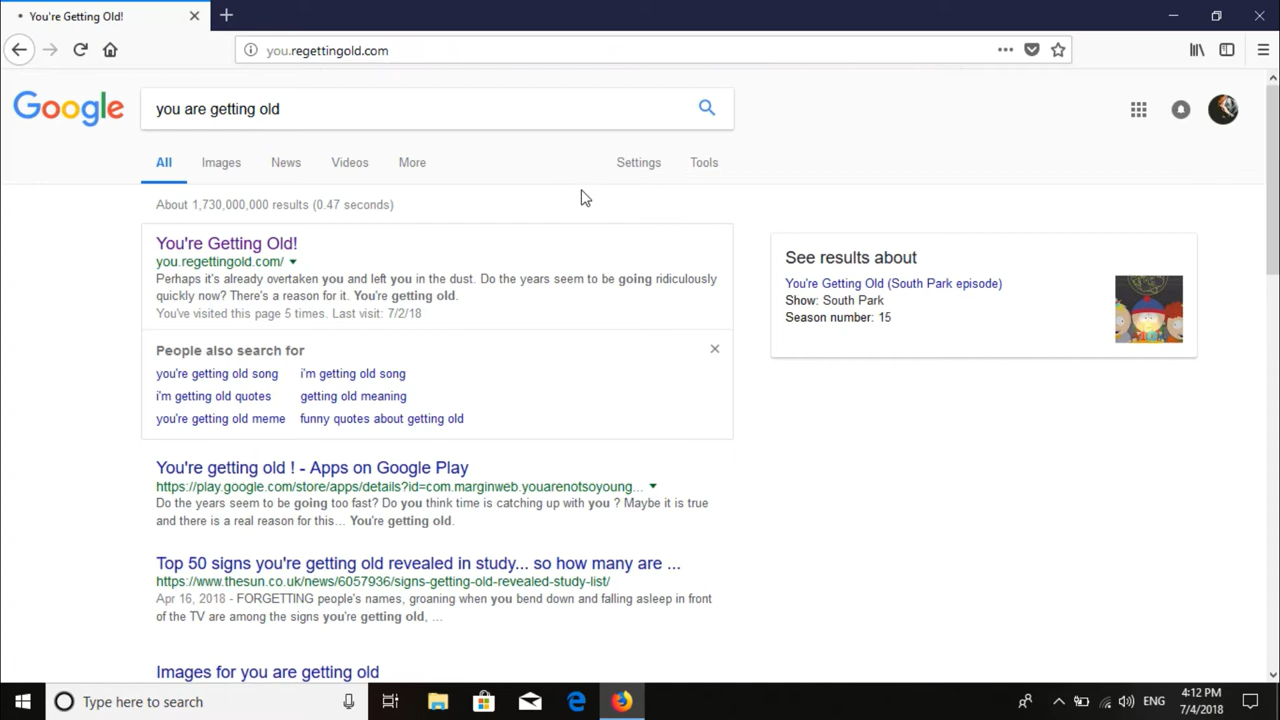 You're Getting Old!
you.regettingold.com
Google
you are getting old
All Images News Videos More Settings Tools
About 1,730,000,000 results (0.47 seconds)
You're Getting Old!
you.regettingold.com/
Perhaps it's already overtaken you and left you in the dust. Do the years seem to be going ridiculously
quickly now? There's a reason for it. You're getting old.
You've visited this page 5 times. Last visit: 7/2/18
People also search for
you're getting old song i'm getting old song
i'm getting old quotes getting old meaning
you're getting old meme funny quotes about getting old
You're getting old ! - Apps on Google Play
https://play.google.com/store/apps/details?id=com.marginweb.youarenotsoyoung...
Do the years seem to be going too fast? Do you think time is catching up with you ? Maybe it is true
and there is a real reason for this... You're getting old.
Top 50 signs you're getting old revealed in study... so how many are ...
https://www.thesun.co.uk/news/6057936/signs-getting-old-revealed-study-list/
Apr 16, 2018 - FORGETTING people's names, groaning when you bend down and falling asleep in front
of the TV are among the signs you're getting old, ...
Images for you are getting old
See results about
You're Getting Old (South Park episode)
Show: South Park
Season number: 15
Type here to search
ENG
4:12 PM
7/4/2018